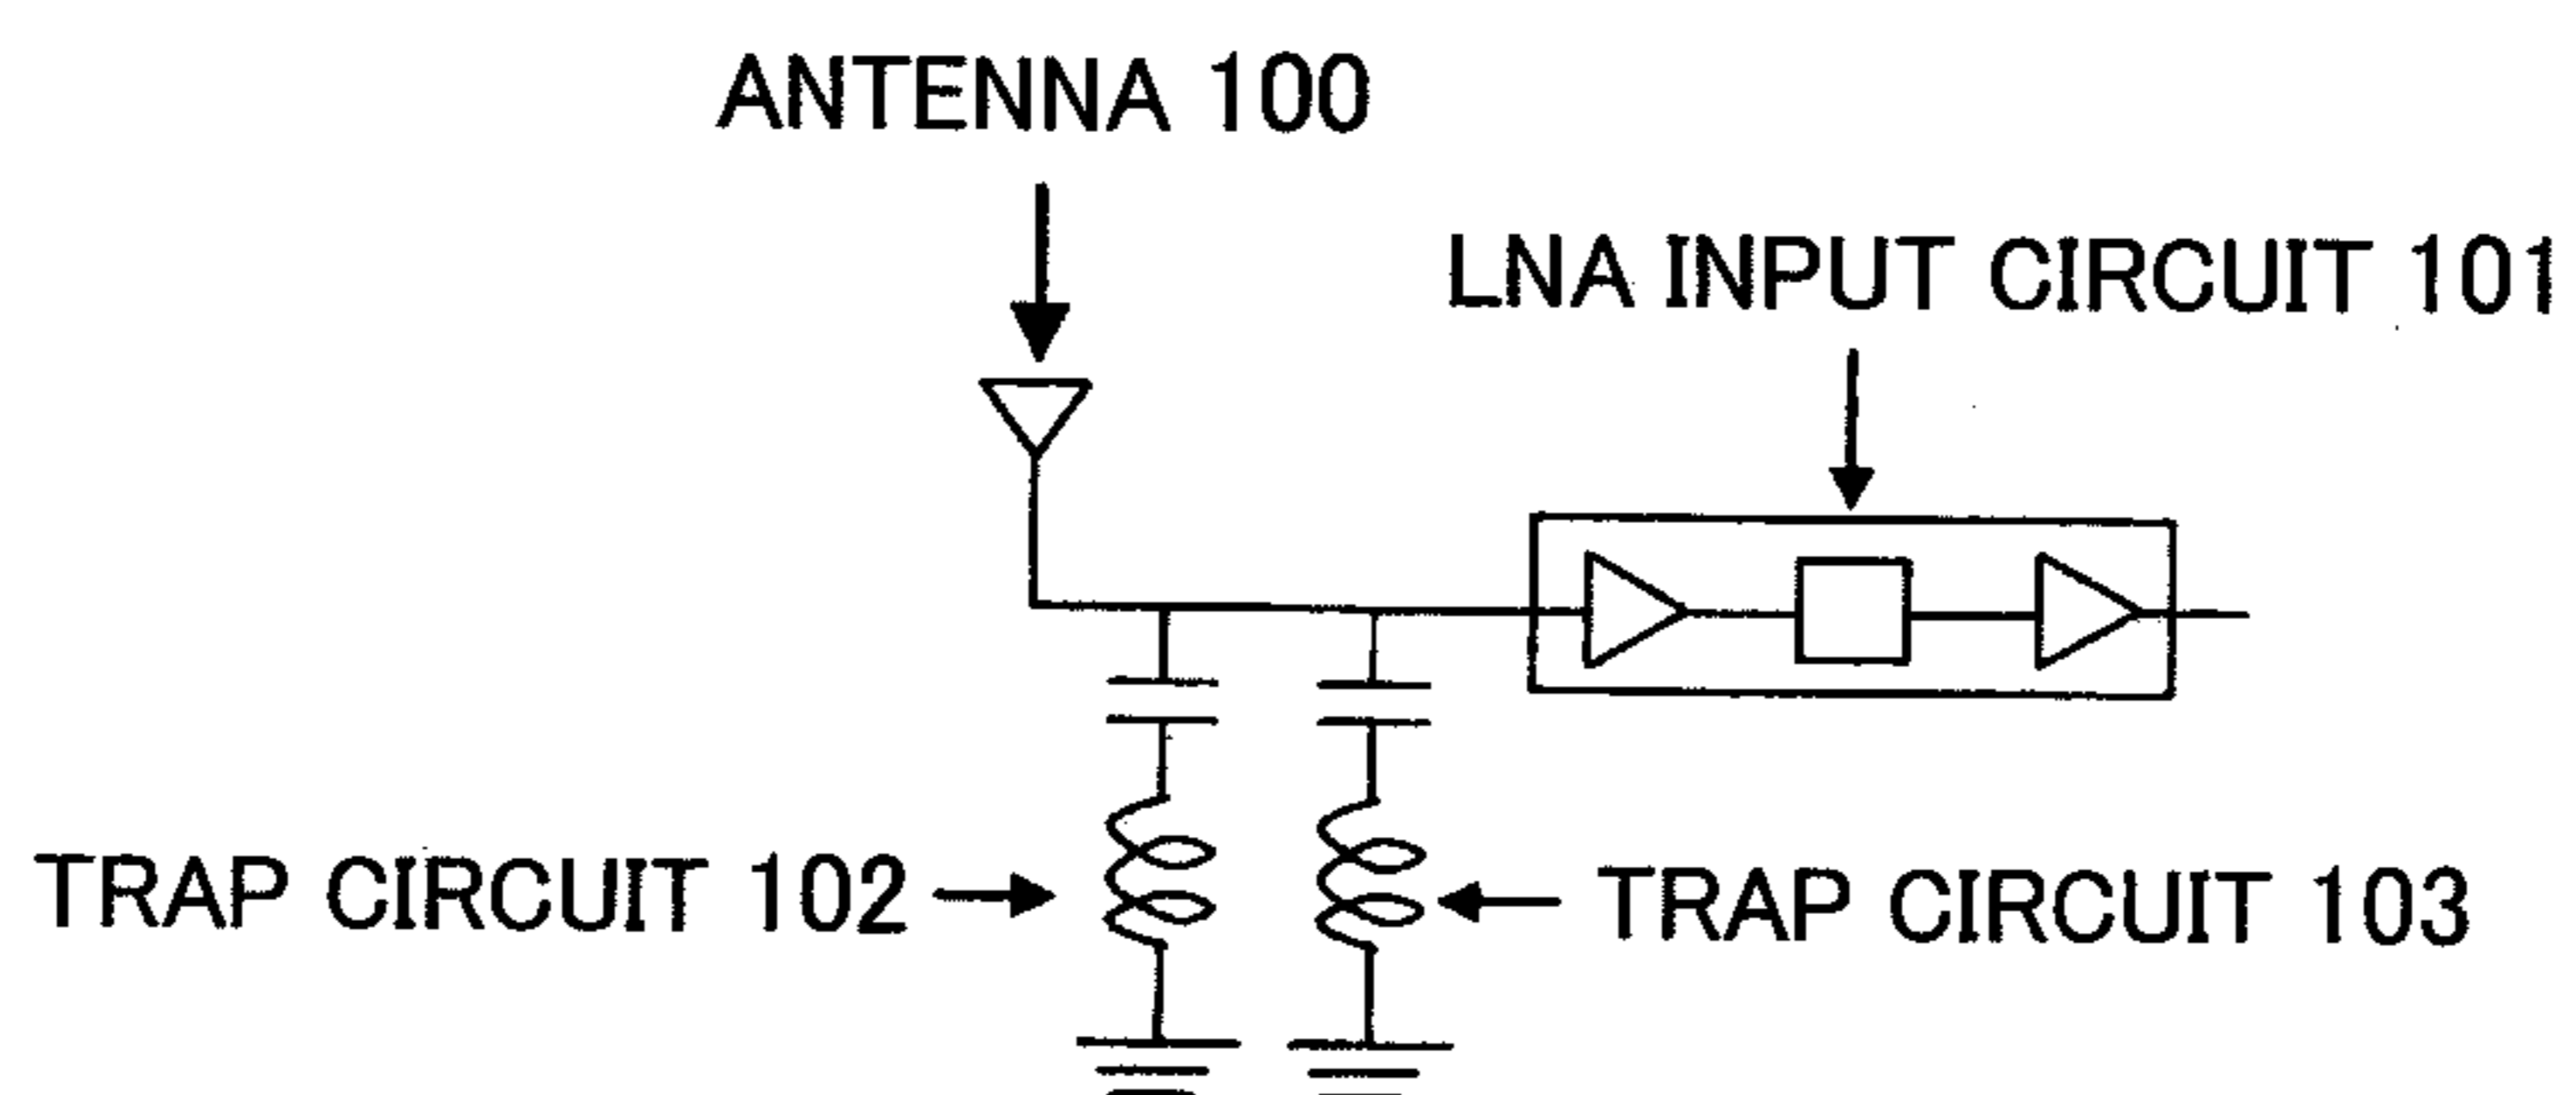 ANTENNA 100
LNA INPUT CIRCUIT 101
TRAP CIRCUIT 102
TRAP CIRCUIT 103